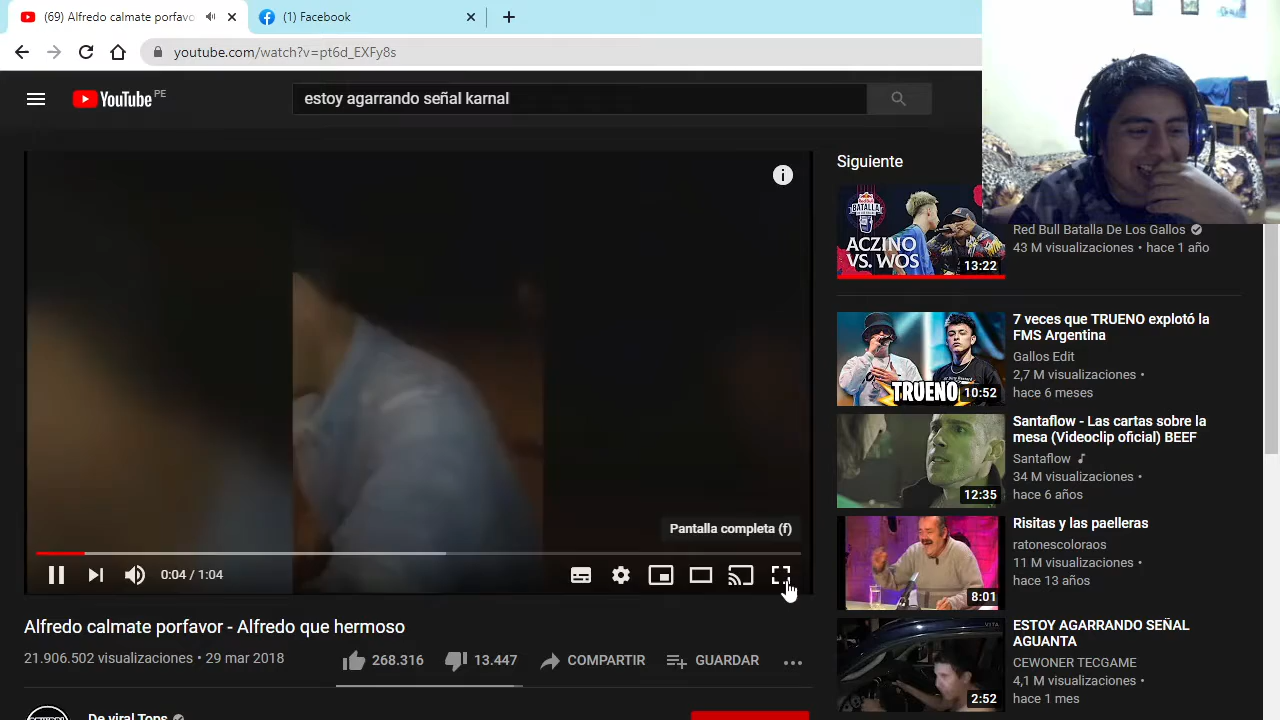 (69) Alfredo calmate porfavo
(1) Facebook
youtube.com/watch?v=pt6d_EXFy8s
YouTube PE
estoy agarrando señal karnal
Siguiente
Red Bull
BATALLA
ACZINO
VS. WOS
13:22
Red Bull Batalla De Los Gallos
43 M visualizaciones • hace 1 año
7 veces que TRUENO explotó la
FMS Argentina
Gallos Edit
2,7 M visualizaciones •
hace 6 meses
TRUENO
10:52
Santaflow - Las cartas sobre la
mesa (Videoclip oficial) BEEF
Santaflow
34 M visualizaciones •
hace 6 años
12:35
Risitas y las paelleras
ratonescoloraos
11 M visualizaciones •
hace 13 años
8:01
ESTOY AGARRANDO SEÑAL
AGUANTA
CEWONER TECGAME
4,1 M visualizaciones •
hace 1 mes
2:52
Pantalla completa (f)
0:04 / 1:04
Alfredo calmate porfavor - Alfredo que hermoso
21.906.502 visualizaciones • 29 mar 2018
268.316
13.447
COMPARTIR
GUARDAR
De viral Tops